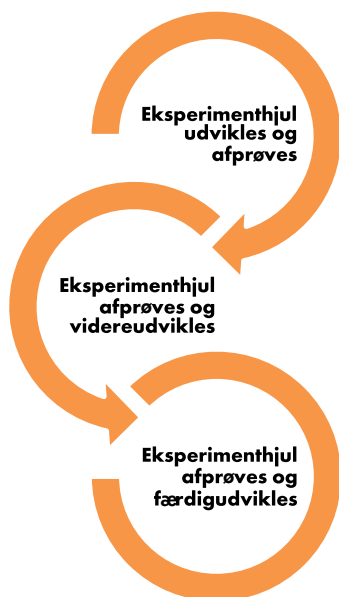 Eksperimenthjul
udvikles og
afprøves
Eksperimenthjul
afprøves og
videreudvikles
Eksperimenthjul
afprøves og
færdigudvikles